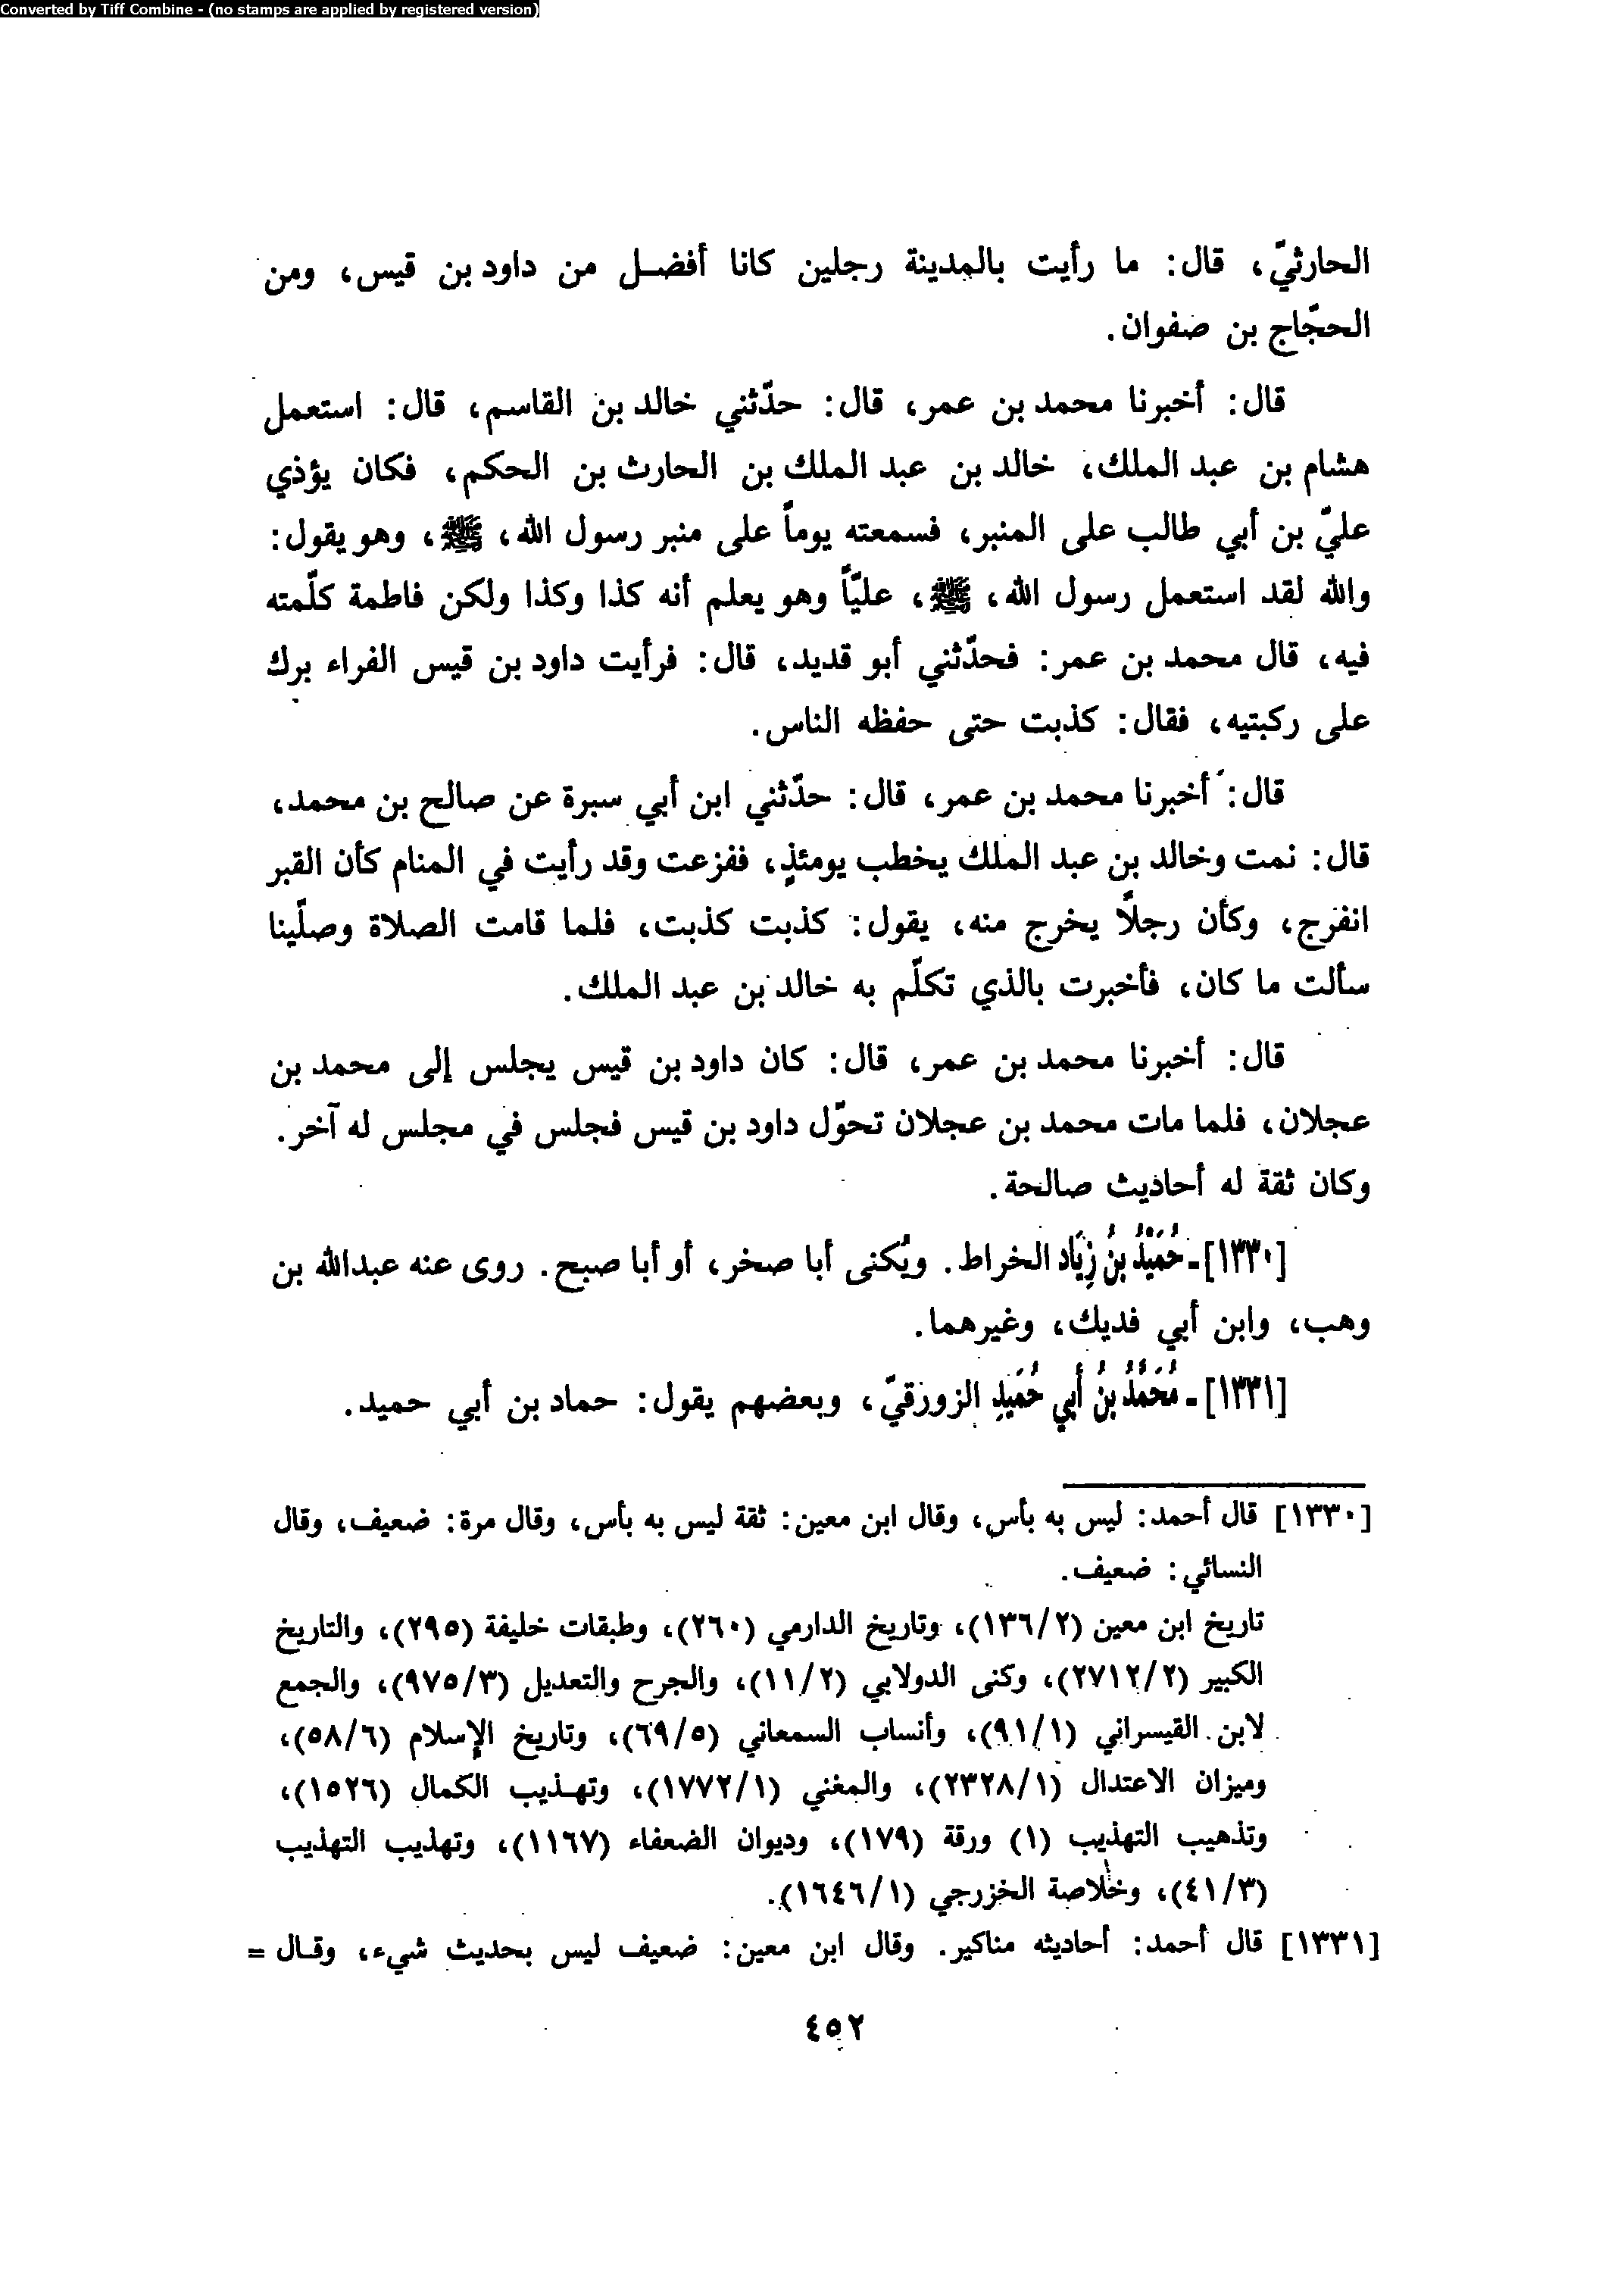 Converted by Tiff Combine - (no stamps are applied by registered version)
الحارثيّ، قال: ما رأيت بالمدينة رجلين كانا أفضل من داود بن قيس، ومن
الحجّاج بن صفوان.
قال: أخبرنا محمد بن عمر، قال: حدّثني خالد بن القاسم، قال: استعمل
هشام بن عبد الملك، خالد بن عبد الملك بن الحارث بن الحكم، فكان يؤذي
عليّ بن أبي طالب على المنبر، فسمعته يوماً على منبر رسول الله، ﷺ، وهو يقول:
والله لقد استعمل رسول الله، ﷺ، عليّاً وهو يعلم أنه كذا وكذا ولكن فاطمة كلّمته
فيه، قال محمد بن عمر: فحدّثني أبو قديد، قال: فرأيت داود بن قيس الفراء برك
على ركبتيه، فقال: كذبت حتى حفظه الناس.
قال: أخبرنا محمد بن عمر، قال: حدّثني ابن أبي سبرة عن صالح بن محمد،
قال: نمت وخالد بن عبد الملك يخطب يومئذٍ، ففزعت وقد رأيت في المنام كأن القبر
انفرج، وكأن رجلاً يخرج منه، يقول: كذبت كذبت، فلما قامت الصلاة وصلّينا
سألت ما كان، فأخبرت بالذي تكلّم به خالد بن عبد الملك.
قال: أخبرنا محمد بن عمر، قال: كان داود بن قيس يجلس إلى محمد بن
عجلان، فلما مات محمد بن عجلان تحوّل داود بن قيس فجلس في مجلس له آخر.
وكان ثقة له أحاديث صالحة.
[١٣٣٠]ـ حُمَيْدُ بنُ زِيَاد الخراط. ويُكنى أبا صخر، أو أبا صبح. روى عنه عبدالله بن
وهب، وابن أبي فديك، وغيرهما.
[١٣٣١]ـ مُحَمَّدُ بنُ أَبي حُمَيدِ الزورقيّ، وبعضهم يقول: حماد بن أبي حميد.
[١٣٣٠] قال أحمد: ليس به بأس، وقال ابن معين: ثقة ليس به بأس، وقال مرة: ضعيف، وقال
النسائي: ضعيف.
تاريخ ابن معين (١٣٦/٢)، وتاريخ الدارمي (٢٦٠)، وطبقات خليفة (٢٩٥)، والتاريخ
الكبير (٢٧١٢/٢)، وكنى الدولابي (١١/٢)، والجرح والتعديل (٩٧٥/٣)، والجمع
لابن القيسراني (٩١/١)، وأنساب السمعاني (٦٩/٥)، وتاريخ الإسلام (٥٨/٦)،
وميزان الاعتدال (٢٣٢٨/١)، والمغني (١٧٧٢/١)، وتهذيب الكمال (١٥٢٦)،
وتذهيب التهذيب (١) ورقة (١٧٩)، وديوان الضعفاء (١١٦٧)، وتهذيب التهذيب
(٤١/٣)، وخلاصة الخزرجي (١٦٤٦/١).
[١٣٣١] قال أحمد: أحاديثه مناكير. وقال ابن معين: ضعيف ليس بحديث شيء، وقال =
٤٥٢